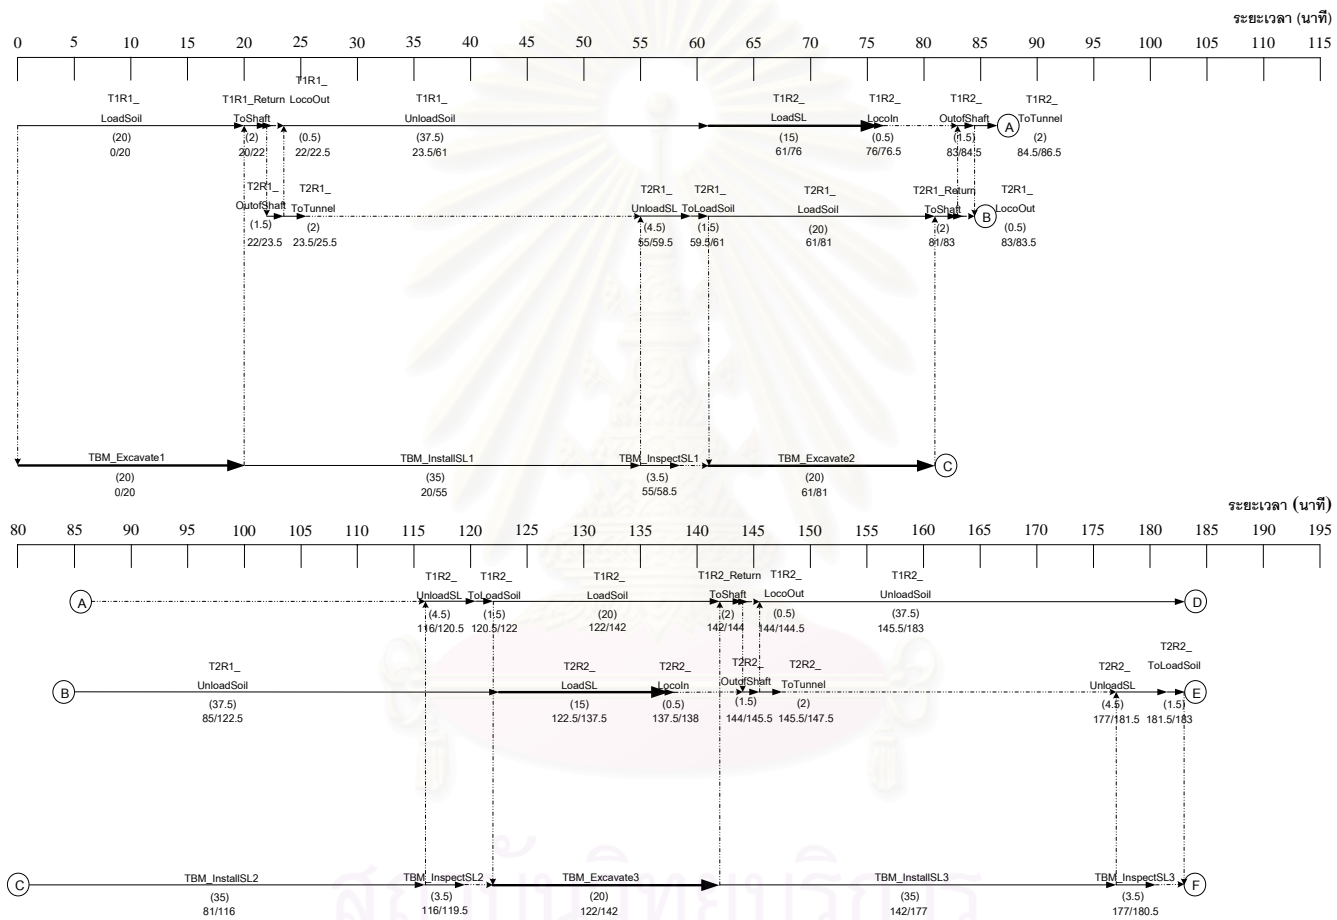 ระยะเวลา (นาที)
0 5 10 15 20 25 30 35 40 45 50 55 60 65 70 75 80 85 90 95 100 105 110 115
T1R1_
LoadSoil
(20)
0/20
T1R1_Return
ToShaft
(2)
20/22
T1R1_
LocoOut
(0.5)
22/22.5
T1R1_
UnloadSoil
(37.5)
23.5/61
T1R2_
LoadSL
(15)
61/76
T1R2_
LocoIn
(0.5)
76/76.5
T1R2_
OutofShaft
(1.5)
83/84.5
T1R2_
ToTunnel
(2)
84.5/86.5
A
T2R1_
OutofShaft
(1.5)
22/23.5
T2R1_
ToTunnel
(2)
23.5/25.5
T2R1_
UnloadSL
(4.5)
55/59.5
T2R1_
ToLoadSoil
(1.5)
59.5/61
T2R1_
LoadSoil
(20)
61/81
T2R1_Return
ToShaft
(2)
81/83
B
T2R1_
LocoOut
(0.5)
83/83.5
TBM_Excavate1
(20)
0/20
TBM_InstallSL1
(35)
20/55
TBM_InspectSL1
(3.5)
55/58.5
TBM_Excavate2
(20)
61/81
C
ระยะเวลา (นาที)
80 85 90 95 100 105 110 115 120 125 130 135 140 145 150 155 160 165 170 175 180 185 190 195
A
T1R2_
UnloadSL
(4.5)
116/120.5
T1R2_
ToLoadSoil
(1.5)
120.5/122
T1R2_
LoadSoil
(20)
122/142
T1R2_Return
ToShaft
(2)
142/144
T1R2_
LocoOut
(0.5)
144/144.5
T1R2_
UnloadSoil
(37.5)
145.5/183
D
B
T2R1_
UnloadSoil
(37.5)
85/122.5
T2R2_
LoadSL
(15)
122.5/137.5
T2R2_
LocoIn
(0.5)
137.5/138
T2R2_
OutofShaft
(1.5)
144/145.5
T2R2_
ToTunnel
(2)
145.5/147.5
T2R2_
UnloadSL
(4.5)
177/181.5
T2R2_
ToLoadSoil
(1.5)
181.5/183
E
C
TBM_InstallSL2
(35)
81/116
TBM_InspectSL2
(3.5)
116/119.5
TBM_Excavate3
(20)
122/142
TBM_InstallSL3
(35)
142/177
TBM_InspectSL3
(3.5)
177/180.5
F
สถาบันวิทยบริการ